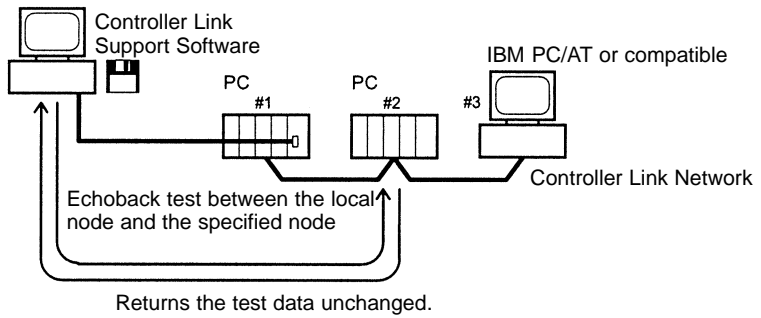 Controller Link
Support Software
IBM PC/AT or compatible
PC
PC
#1
#2
#3
Controller Link Network
Echoback test between the local
node and the specified node
Returns the test data unchanged.